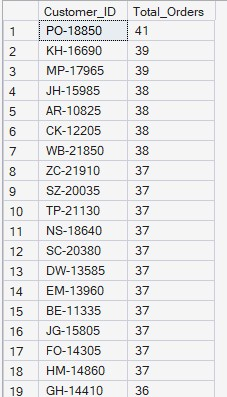 Customer_ID Total_Orders
1 PO-18850 41
2 KH-16690 39
3 MP-17965 39
4 JH-15985 38
5 AR-10825 38
6 CK-12205 38
7 WB-21850 38
8 ZC-21910 37
9 SZ-20035 37
10 TP-21130 37
11 NS-18640 37
12 SC-20380 37
13 DW-13585 37
14 EM-13960 37
15 BE-11335 37
16 JG-15805 37
17 FO-14305 37
18 HM-14860 37
19 GH-14410 36